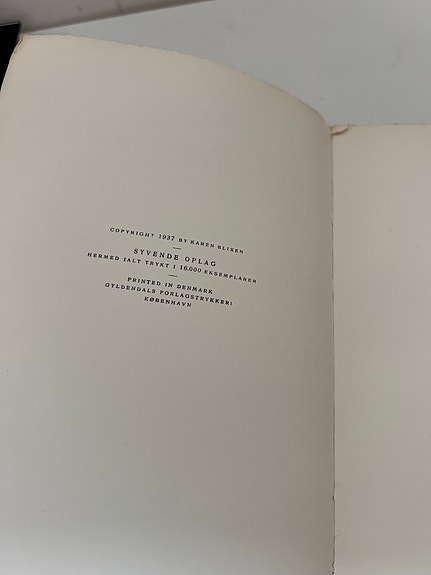 COPYRIGHT 1937 BY KAREN BLIXEN
SYVENDE OPLAG
HERMED IALT TRYKT I 16.000 EKSEMPLARER
PRINTED IN DENMARK
GYLDENDALS FORLAGSTRYKKERI
KØBENHAVN